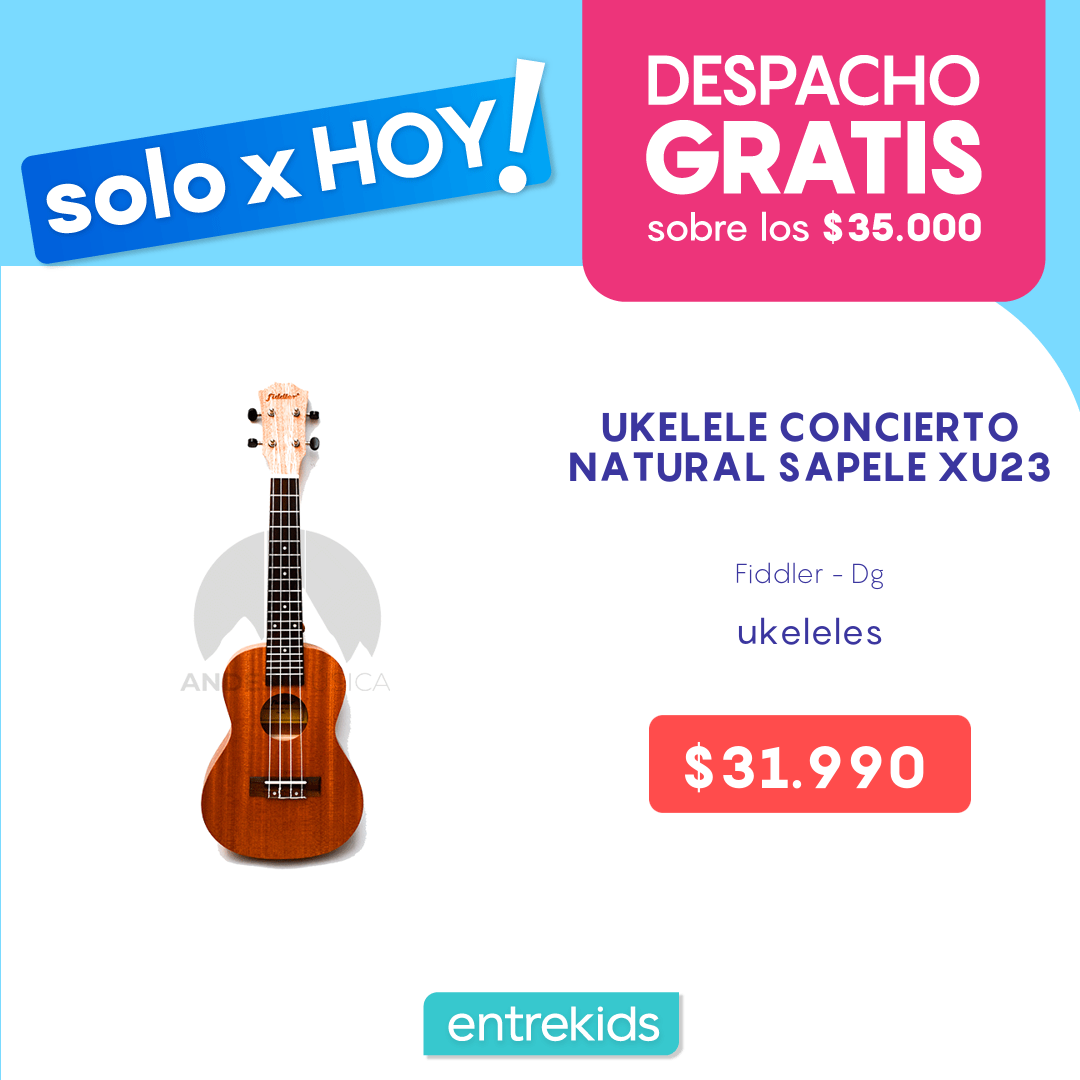 solo x HOY!
DESPACHO
GRATIS
sobre los $35.000
fiddler
UKELELE CONCIERTO
NATURAL SAPELE XU23
Fiddler - Dg
ukeleles
$31.990
entrekids